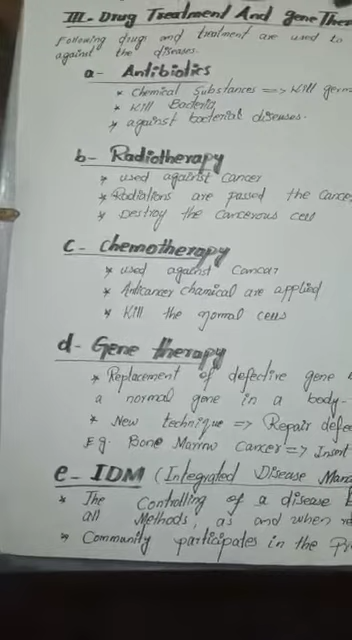 III- Drug Treatment And gene Ther
Following drugs and treatment are used to
against the diseases.
a- Antibiotics
* chemical Substances => Kill germ
* Kill Bacteria
* against bacterial diseases.
b- Radiotherapy
* used against cancer
* Radiations are passed the Cance
* Destroy the Cancerous cell
c- Chemotherapy
* used against Cancer
* Anticancer chemical are applied
* Kill the normal cells
d- Gene therapy
* Replacement of defective gene
a normal gene in a body-
* New technique => Repair defe
E.g. Bone Marrow Cancer => Insert
e- IDM (Integrated Disease Mana
* The Controlling of a disease
all Methods, as and when
* Community participates in the Pr